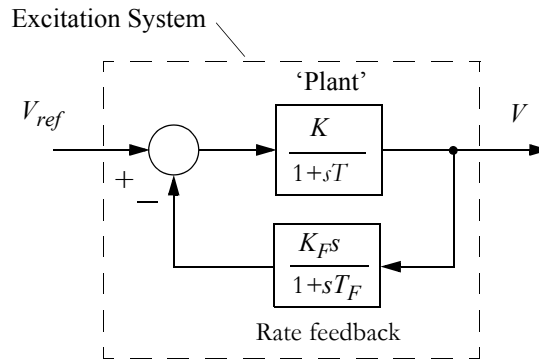 Excitation System
‘Plant’
V_ref
V
K
1+sT
+
−
K_F s
1+sT_F
Rate feedback